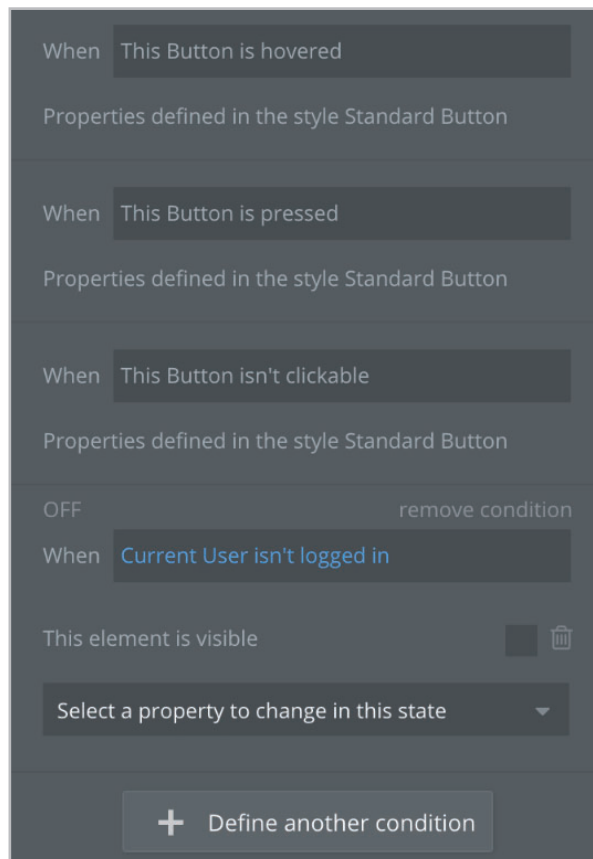 When This Button is hovered
Properties defined in the style Standard Button
When This Button is pressed
Properties defined in the style Standard Button
When This Button isn't clickable
Properties defined in the style Standard Button
OFF remove condition
When Current User isn't logged in
This element is visible
Select a property to change in this state
Define another condition